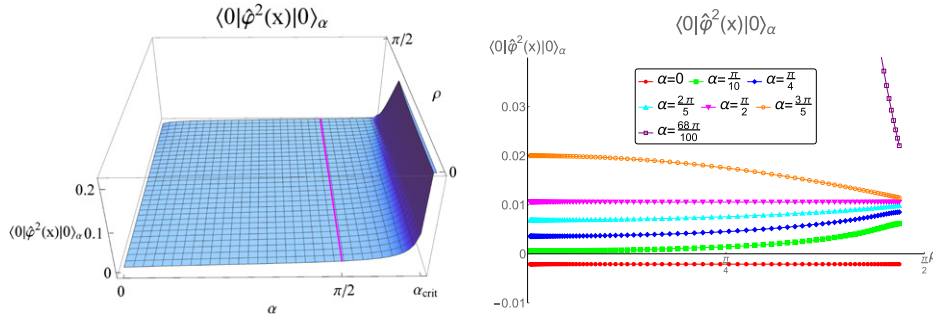 ⟨0|φ̂²(x)|0⟩α
π/2
ρ
0
0.2
⟨0|φ̂²(x)|0⟩α 0.1
0
0
π/2
αcrit
α
⟨0|φ̂²(x)|0⟩α
⟨0|φ̂²(x)|0⟩α
0.04
0.03
0.02
0.01
0
-0.01
α=0 α=π/10 α=π/4
α=2π/5 α=π/2 α=3π/5
α=68π/100
π/4
π/2
ρ